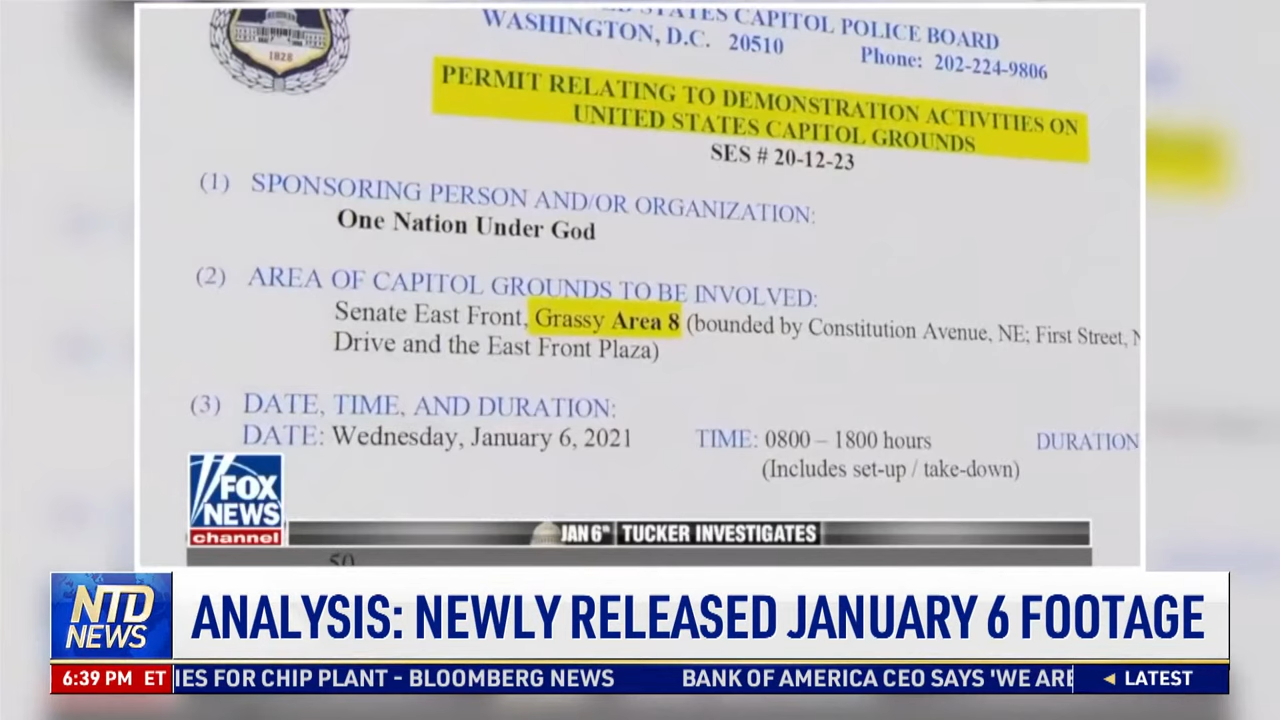 1828
STATES CAPITOL POLICE BOARD
WASHINGTON, D.C. 20510 Phone: 202-224-9806
PERMIT RELATING TO DEMONSTRATION ACTIVITIES ON
UNITED STATES CAPITOL GROUNDS
SES # 20-12-23
(1) SPONSORING PERSON AND/OR ORGANIZATION:
One Nation Under God
(2) AREA OF CAPITOL GROUNDS TO BE INVOLVED:
Senate East Front, Grassy Area 8 (bounded by Constitution Avenue, NE; First Street,
Drive and the East Front Plaza)
(3) DATE, TIME, AND DURATION:
DATE: Wednesday, January 6, 2021 TIME: 0800 – 1800 hours DURATION
(Includes set-up / take-down)
FOX
NEWS
channel
JAN 6TH TUCKER INVESTIGATES
NTD
NEWS
ANALYSIS: NEWLY RELEASED JANUARY 6 FOOTAGE
6:39 PM ET IES FOR CHIP PLANT - BLOOMBERG NEWS BANK OF AMERICA CEO SAYS 'WE ARE ◄ LATEST